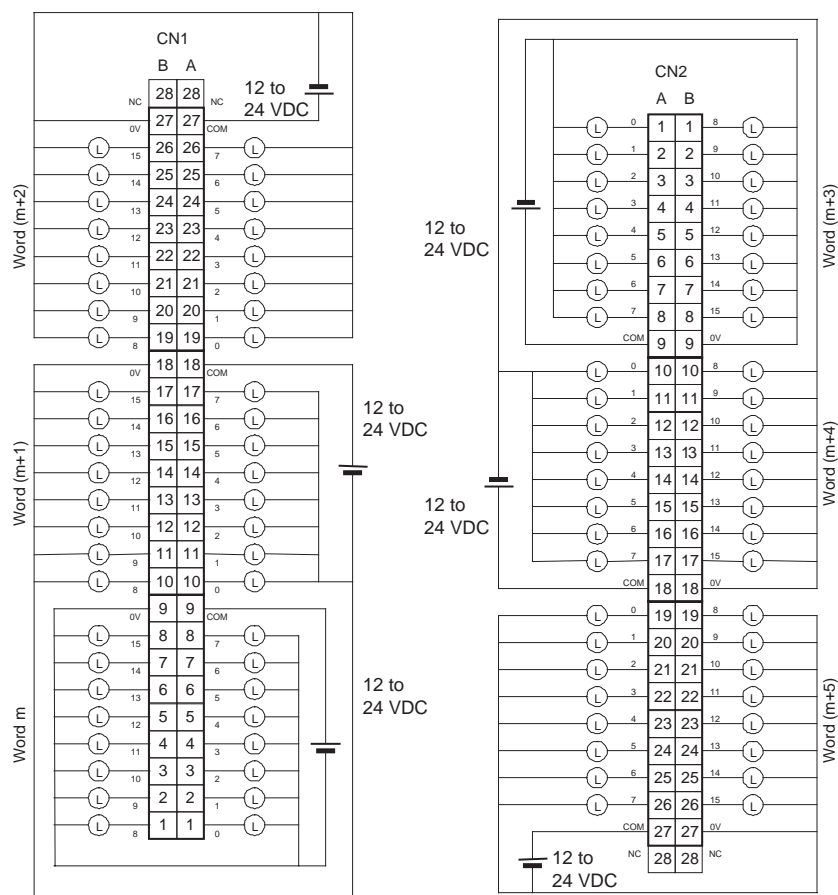 CN1
B A
12 to
24 VDC
NC 28 28 NC
0V 27 27 COM
L 15 26 26 7 L
L 14 25 25 6 L
L 13 24 24 5 L
L 12 23 23 4 L
L 11 22 22 3 L
L 10 21 21 2 L
L 9 20 20 1 L
L 8 19 19 0 L
Word (m+2)
0V 18 18 COM
L 15 17 17 7 L
L 14 16 16 6 L
L 13 15 15 5 L
L 12 14 14 4 L
L 11 13 13 3 L
L 10 12 12 2 L
L 9 11 11 1 L
L 8 10 10 0 L
Word (m+1)
12 to
24 VDC
0V 9 9 COM
L 15 8 8 7 L
L 14 7 7 6 L
L 13 6 6 5 L
L 12 5 5 4 L
L 11 4 4 3 L
L 10 3 3 2 L
L 9 2 2 1 L
L 8 1 1 0 L
Word m
12 to
24 VDC
CN2
A B
L 0 1 1 8 L
L 1 2 2 9 L
L 2 3 3 10 L
L 3 4 4 11 L
L 4 5 5 12 L
L 5 6 6 13 L
L 6 7 7 14 L
L 7 8 8 15 L
COM 9 9 0V
12 to
24 VDC
Word (m+3)
L 0 10 10 8 L
L 1 11 11 9 L
L 2 12 12 10 L
L 3 13 13 11 L
L 4 14 14 12 L
L 5 15 15 13 L
L 6 16 16 14 L
L 7 17 17 15 L
COM 18 18 0V
12 to
24 VDC
Word (m+4)
L 0 19 19 8 L
L 1 20 20 9 L
L 2 21 21 10 L
L 3 22 22 11 L
L 4 23 23 12 L
L 5 24 24 13 L
L 6 25 25 14 L
L 7 26 26 15 L
COM 27 27 0V
NC 28 28 NC
Word (m+5)
12 to
24 VDC